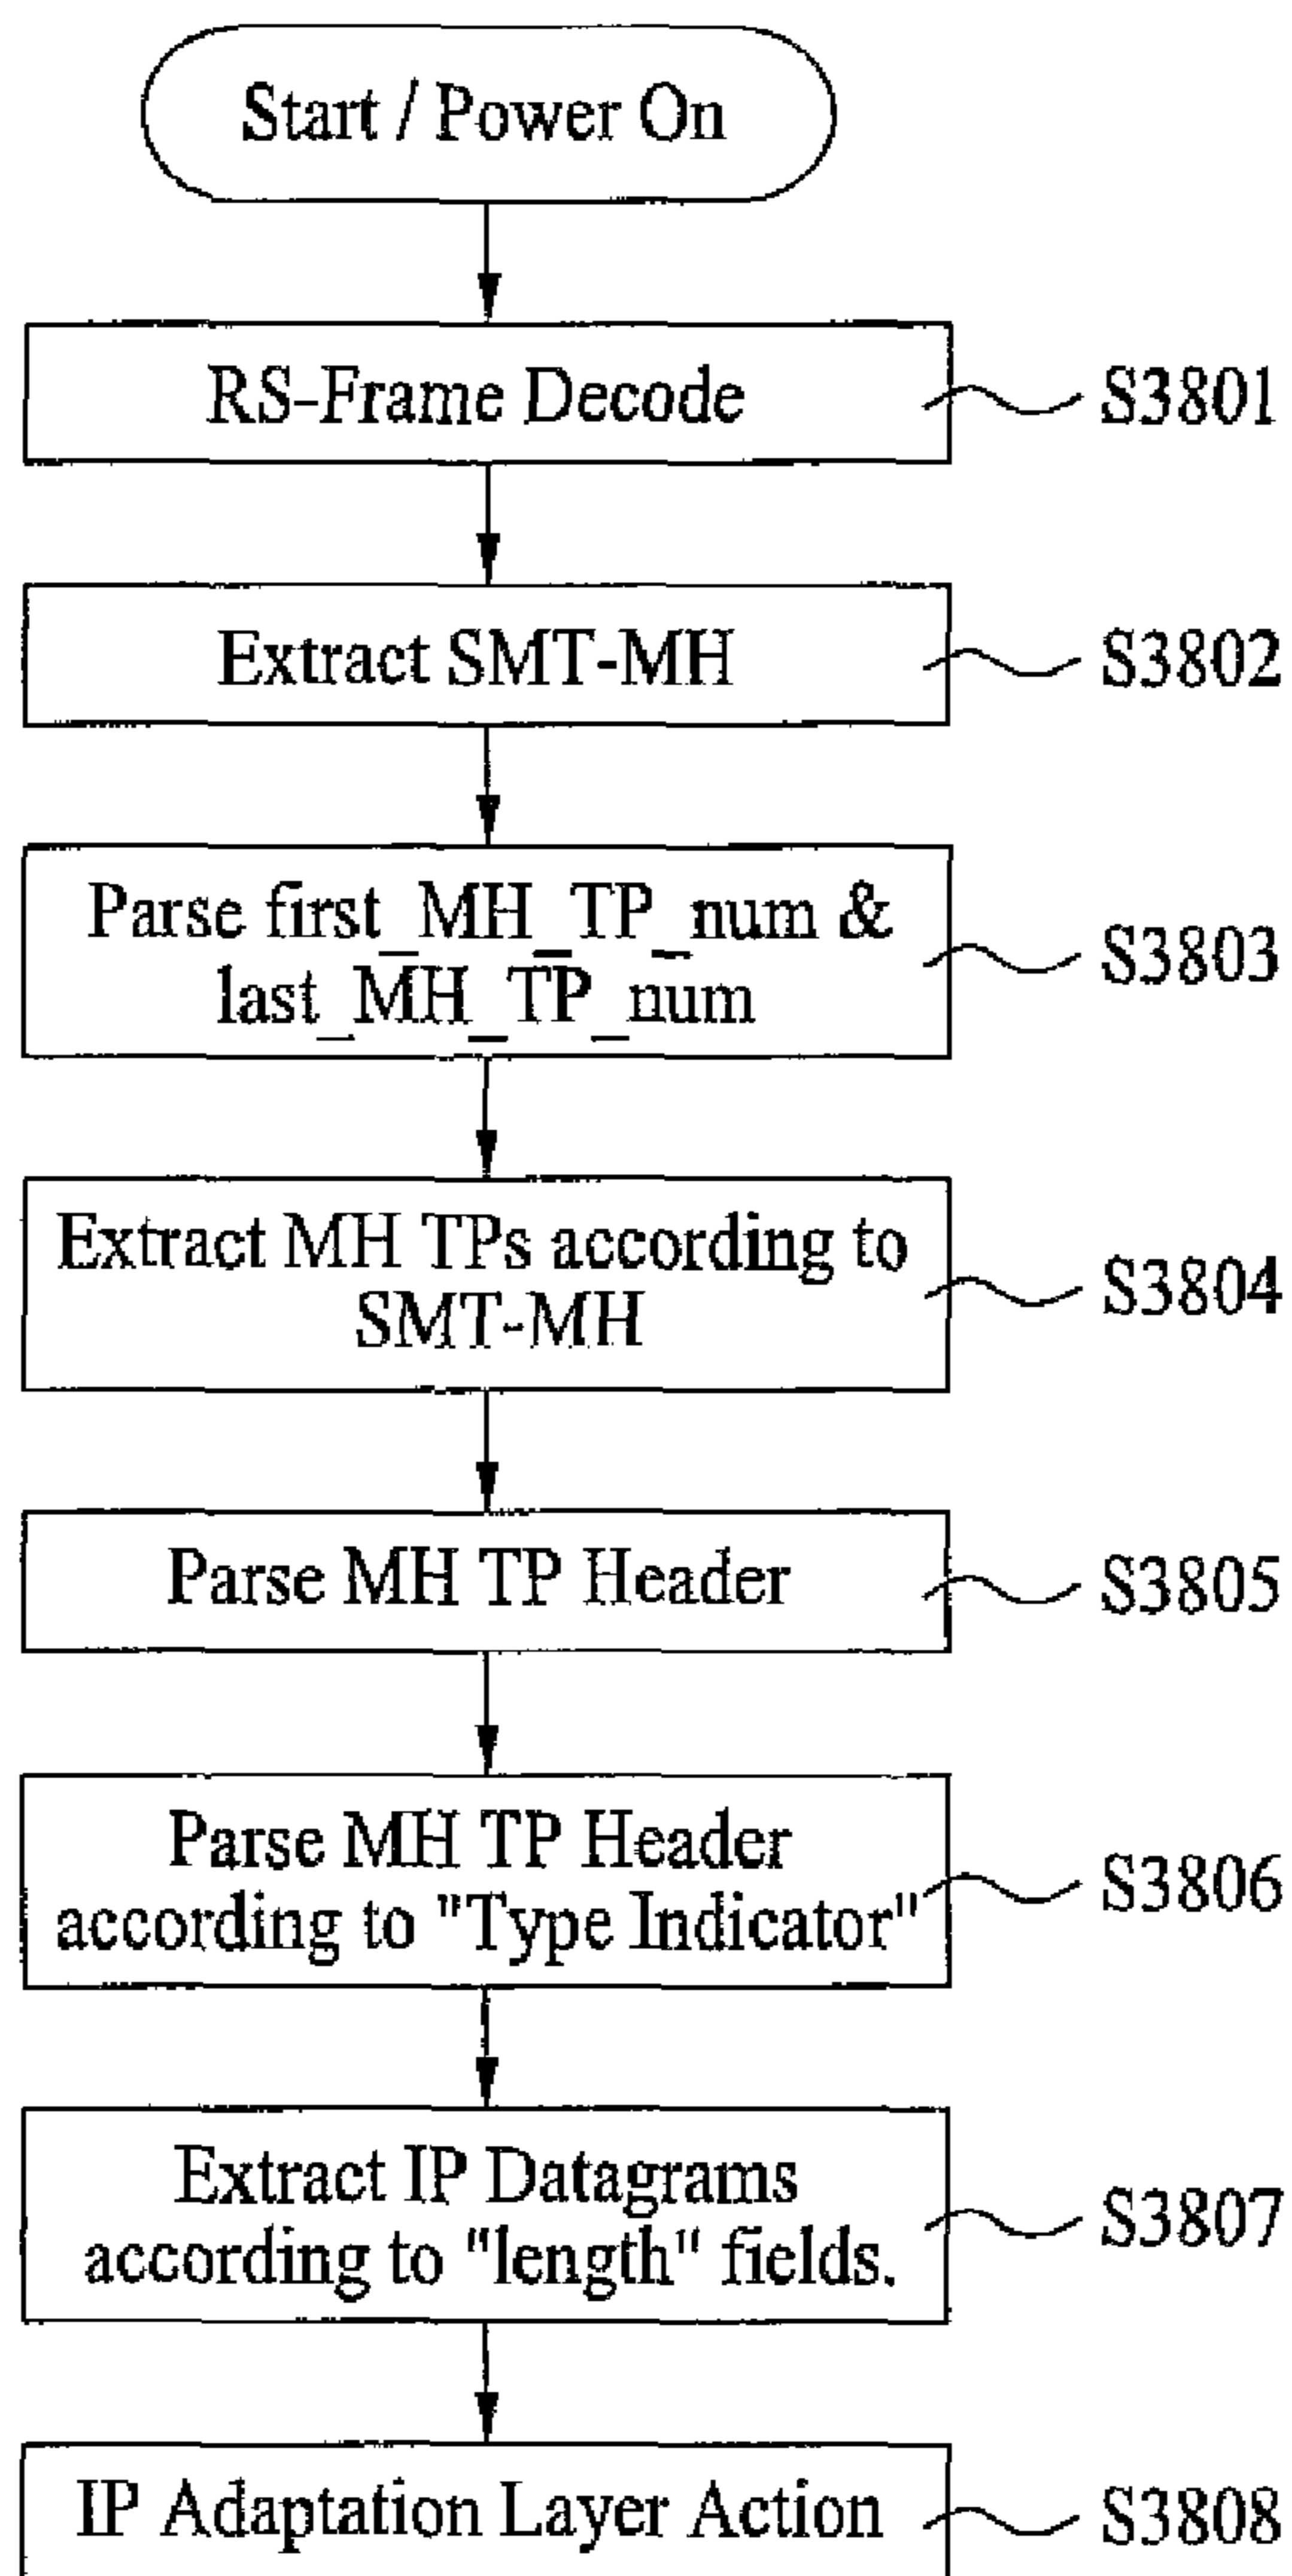 Start / Power On
RS-Frame Decode
S3801
Extract SMT-MH
S3802
Parse first_MH_TP_num &
last_MH_TP_num
S3803
Extract MH TPs according to
SMT-MH
S3804
Parse MH TP Header
S3805
Parse MH TP Header
according to "Type Indicator"
S3806
Extract IP Datagrams
according to "length" fields.
S3807
IP Adaptation Layer Action
S3808